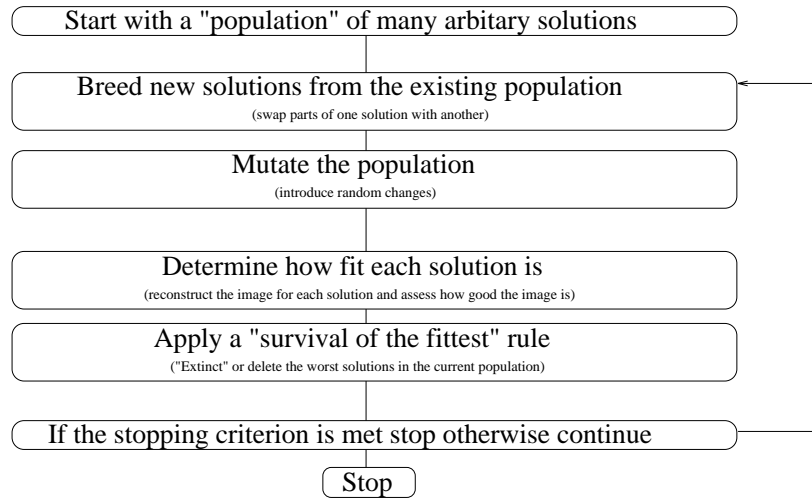 Start with a "population" of many arbitary solutions
Breed new solutions from the existing population
(swap parts of one solution with another)
Mutate the population
(introduce random changes)
Determine how fit each solution is
(reconstruct the image for each solution and assess how good the image is)
Apply a "survival of the fittest" rule
("Extinct" or delete the worst solutions in the current population)
If the stopping criterion is met stop otherwise continue
Stop